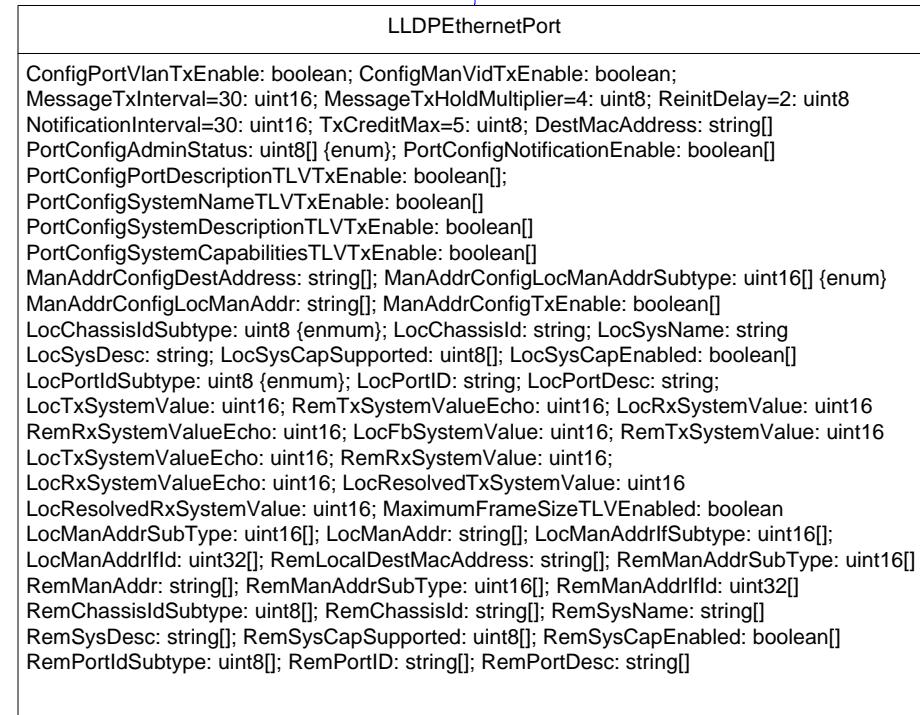 LLDPEthernetPort
ConfigPortVlanTxEnable: boolean; ConfigManVidTxEnable: boolean;
MessageTxInterval=30: uint16; MessageTxHoldMultiplier=4: uint8; ReinitDelay=2: uint8
NotificationInterval=30: uint16; TxCreditMax=5: uint8; DestMacAddress: string[]
PortConfigAdminStatus: uint8[] {enum}; PortConfigNotificationEnable: boolean[]
PortConfigPortDescriptionTLVTxEnable: boolean[];
PortConfigSystemNameTLVTxEnable: boolean[]
PortConfigSystemDescriptionTLVTxEnable: boolean[]
PortConfigSystemCapabilitiesTLVTxEnable: boolean[]
ManAddrConfigDestAddress: string[]; ManAddrConfigLocManAddrSubtype: uint16[] {enum}
ManAddrConfigLocManAddr: string[]; ManAddrConfigTxEnable: boolean[]
LocChassisIdSubtype: uint8 {enmum}; LocChassisId: string; LocSysName: string
LocSysDesc: string; LocSysCapSupported: uint8[]; LocSysCapEnabled: boolean[]
LocPortIdSubtype: uint8 {enmum}; LocPortID: string; LocPortDesc: string;
LocTxSystemValue: uint16; RemTxSystemValueEcho: uint16; LocRxSystemValue: uint16
RemRxSystemValueEcho: uint16; LocFbSystemValue: uint16; RemTxSystemValue: uint16
LocTxSystemValueEcho: uint16; RemRxSystemValue: uint16;
LocRxSystemValueEcho: uint16; LocResolvedTxSystemValue: uint16
LocResolvedRxSystemValue: uint16; MaximumFrameSizeTLVEnabled: boolean
LocManAddrSubType: uint16[]; LocManAddr: string[]; LocManAddrIfSubtype: uint16[];
LocManAddrIfId: uint32[]; RemLocalDestMacAddress: string[]; RemManAddrSubType: uint16[]
RemManAddr: string[]; RemManAddrSubType: uint16[]; RemManAddrIfId: uint32[]
RemChassisIdSubtype: uint8[]; RemChassisId: string[]; RemSysName: string[]
RemSysDesc: string[]; RemSysCapSupported: uint8[]; RemSysCapEnabled: boolean[]
RemPortIdSubtype: uint8[]; RemPortID: string[]; RemPortDesc: string[]